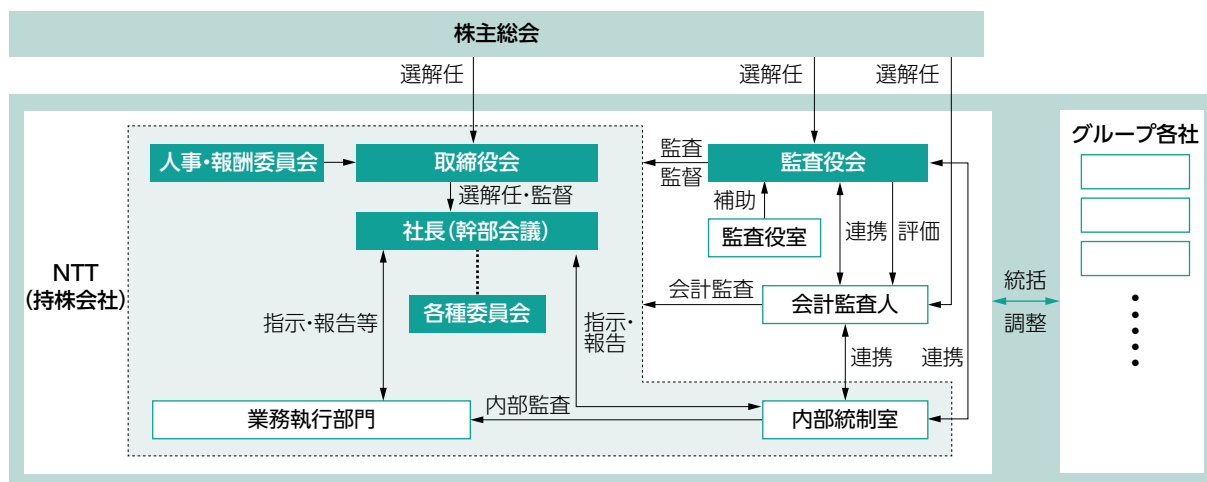 株主総会
選解任
選解任
選解任
グループ各社
人事・報酬委員会
取締役会
監査
監督
監査役会
選解任・監督
補助
社長(幹部会議)
監査役室
連携
評価
NTT
(持株会社)
統括
調整
会計監査
会計監査人
各種委員会
指示・報告等
指示・
報告
連携
連携
内部監査
業務執行部門
内部統制室